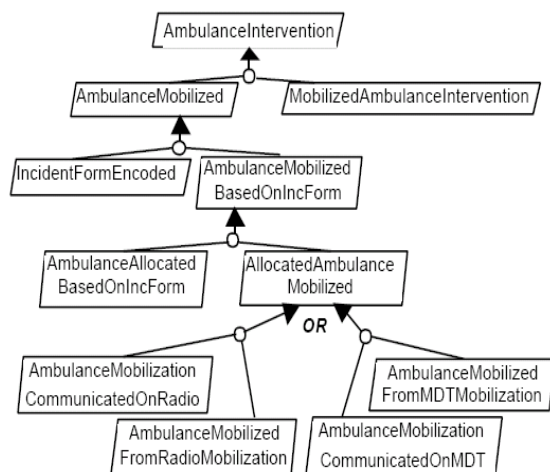 AmbulanceIntervention
AmbulanceMobilized
MobilizedAmbulanceIntervention
IncidentFormEncoded
AmbulanceMobilized
BasedOnIncForm
AmbulanceAllocated
BasedOnIncForm
AllocatedAmbulance
Mobilized
OR
AmbulanceMobilization
CommunicatedOnRadio
AmbulanceMobilized
FromMDTMobilization
AmbulanceMobilized
FromRadioMobilization
AmbulanceMobilization
CommunicatedOnMDT